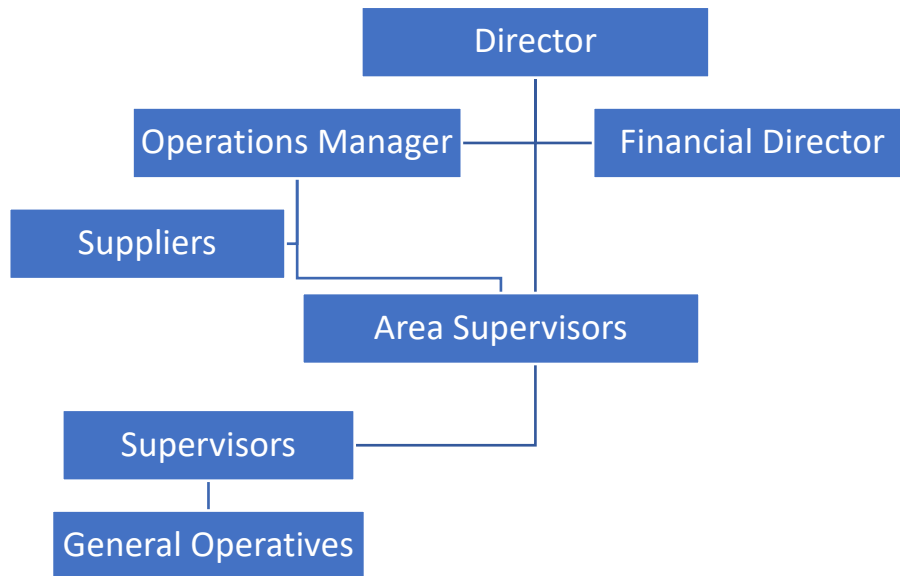 Director
Operations Manager
Financial Director
Suppliers
Area Supervisors
Supervisors
General Operatives